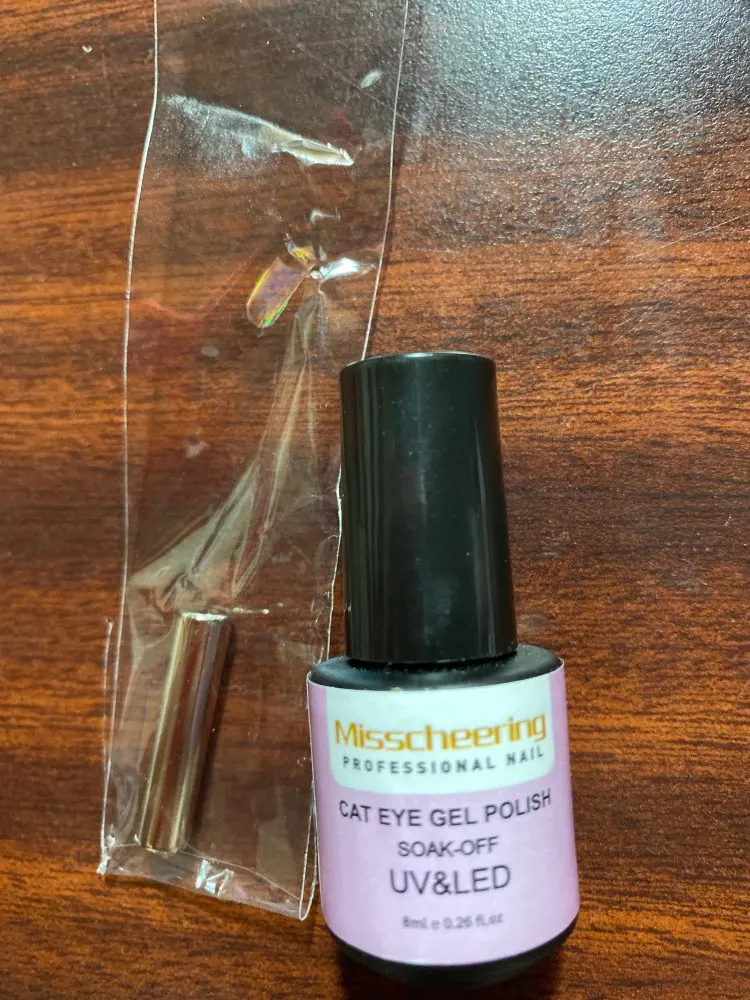 Misscheering
PROFESSIONAL NAIL
CAT EYE GEL POLISH
SOAK-OFF
UV&LED
8ml e 0.26 fl.oz